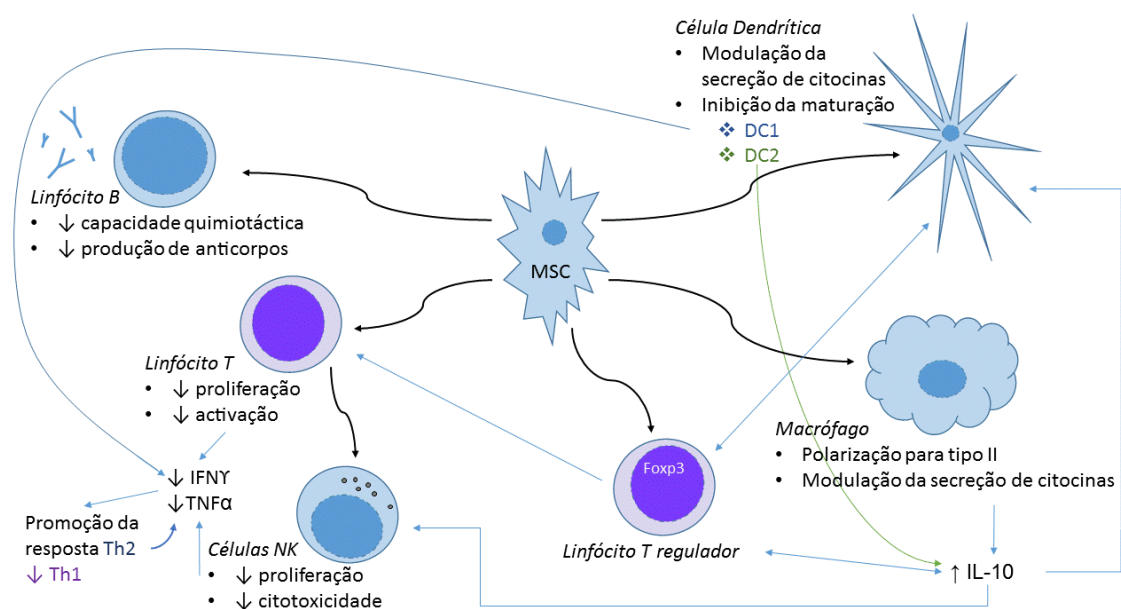 Célula Dendrítica
• Modulação da
secreção de citocinas
• Inibição da maturação
❖ DC1
❖ DC2
Linfócito B
• ↓ capacidade quimiotáctica
• ↓ produção de anticorpos
MSC
Linfócito T
• ↓ proliferação
• ↓ activação
Foxp3
Linfócito T regulador
Macrófago
• Polarização para tipo II
• Modulação da secreção de citocinas
↓ IFNϒ
↓TNFα
Promoção da
resposta Th2
↓ Th1
Células NK
• ↓ proliferação
• ↓ citotoxicidade
↑ IL-10